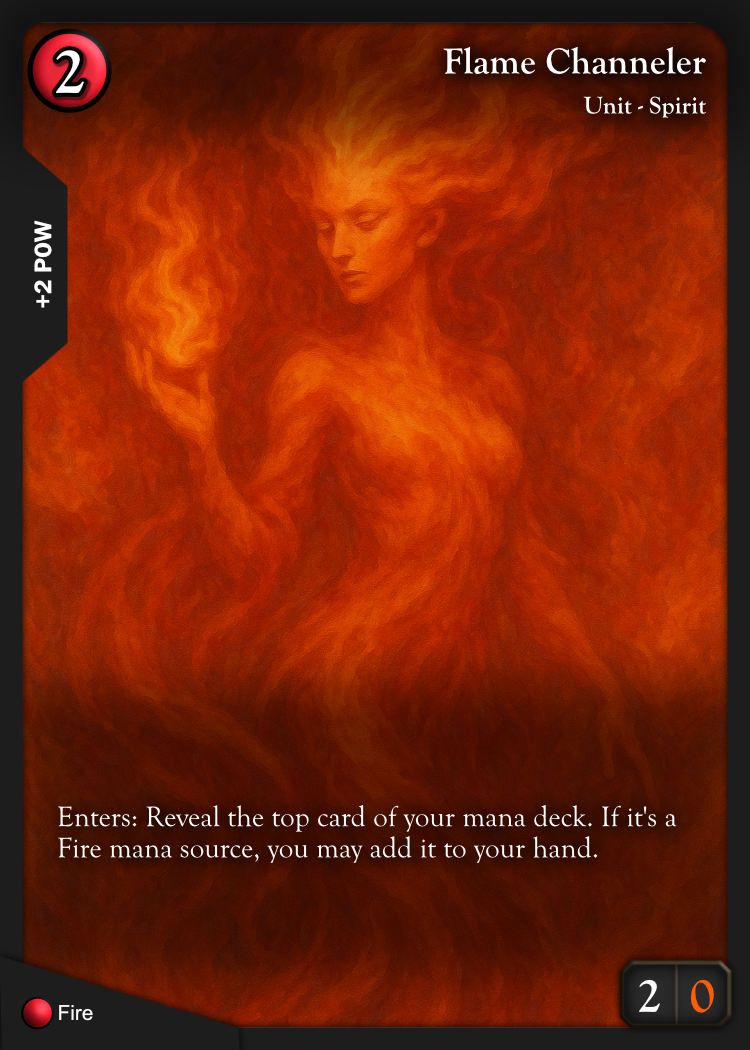 2
Flame Channeler
Unit - Spirit
+2 POW
Enters: Reveal the top card of your mana deck. If it's a
Fire mana source, you may add it to your hand.
Fire
2 0